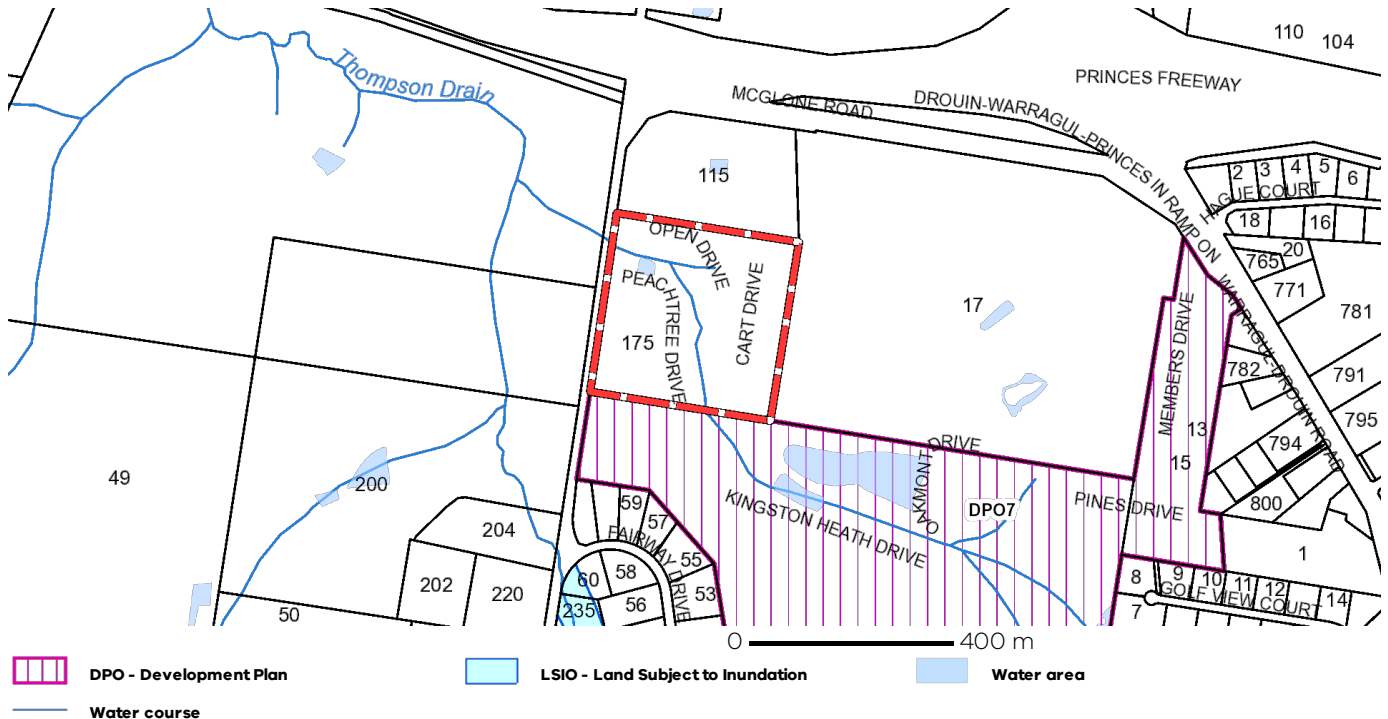 110
104
Thompson Drain
PRINCES FREEWAY
MCGLONE ROAD
DROUIN-WARRAGUL-PRINCES IN RAMP ON
2
3
4
5
6
HAGUE COURT
115
18
16
OPEN DRIVE
20
765
PEACHTREE DRIVE
CART DRIVE
771
WARRAGUL-DROUIN ROAD
17
781
MEMBERS DRIVE
175
782
791
795
13
794
DRIVE
15
49
200
OAKMONT
KINGSTON HEATH DRIVE
DPO7
PINES DRIVE
800
59
57
204
FAIRWAY DRIVE
55
1
60
58
202
220
53
8
9
10
11
12
14
GOLF VIEW COURT
235
56
7
50
0
400 m
DPO - Development Plan
LSIO - Land Subject to Inundation
Water area
Water course